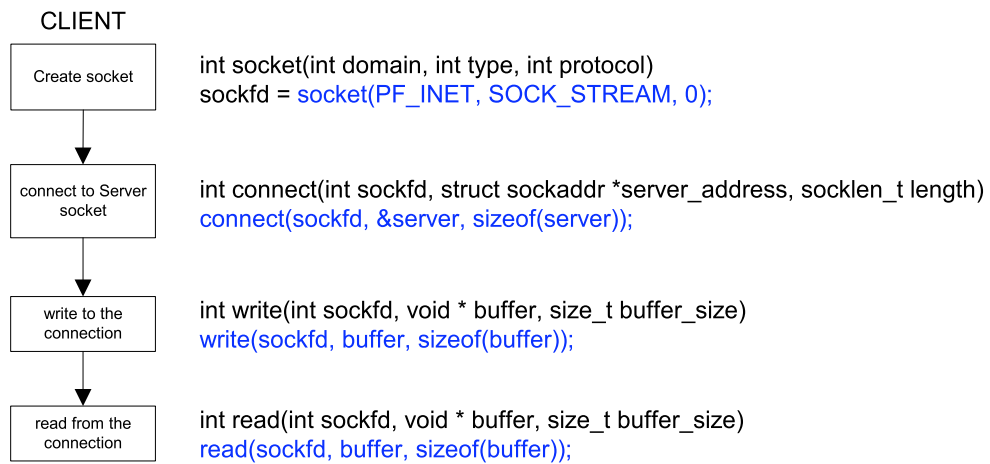 CLIENT
Create socket
int socket(int domain, int type, int protocol)
sockfd = socket(PF_INET, SOCK_STREAM, 0);
connect to Server
socket
int connect(int sockfd, struct sockaddr *server_address, socklen_t length)
connect(sockfd, &server, sizeof(server));
write to the
connection
int write(int sockfd, void * buffer, size_t buffer_size)
write(sockfd, buffer, sizeof(buffer));
read from the
connection
int read(int sockfd, void * buffer, size_t buffer_size)
read(sockfd, buffer, sizeof(buffer));